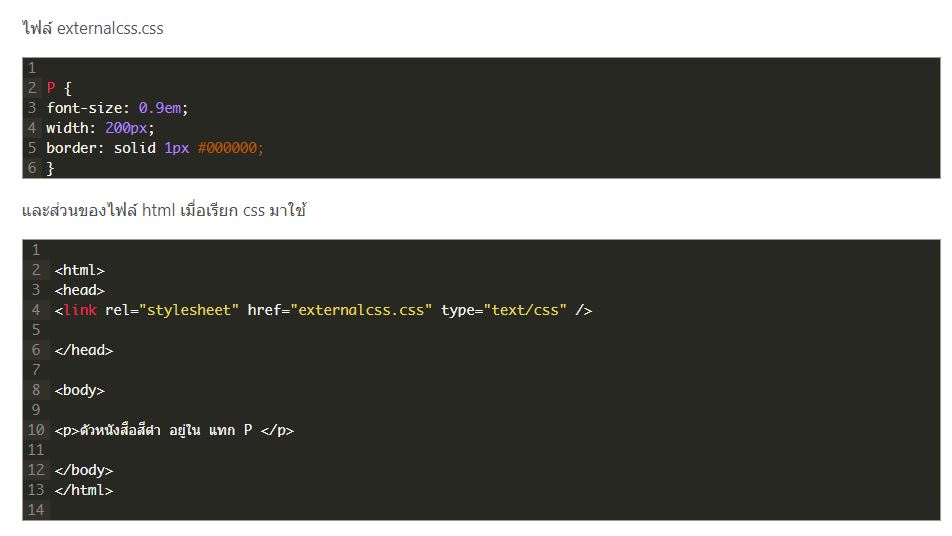 ไฟล์ externalcss.css
1
2 P {
3 font-size: 0.9em;
4 width: 200px;
5 border: solid 1px #000000;
6 }
และส่วนของไฟล์ html เมื่อเรียก css มาใช้
1
2 <html>
3 <head>
4 <link rel="stylesheet" href="externalcss.css" type="text/css" />
5
6 </head>
7
8 <body>
9
10 <p>ตัวหนังสือสีดำ อยู่ใน แทก P </p>
11
12 </body>
13 </html>
14